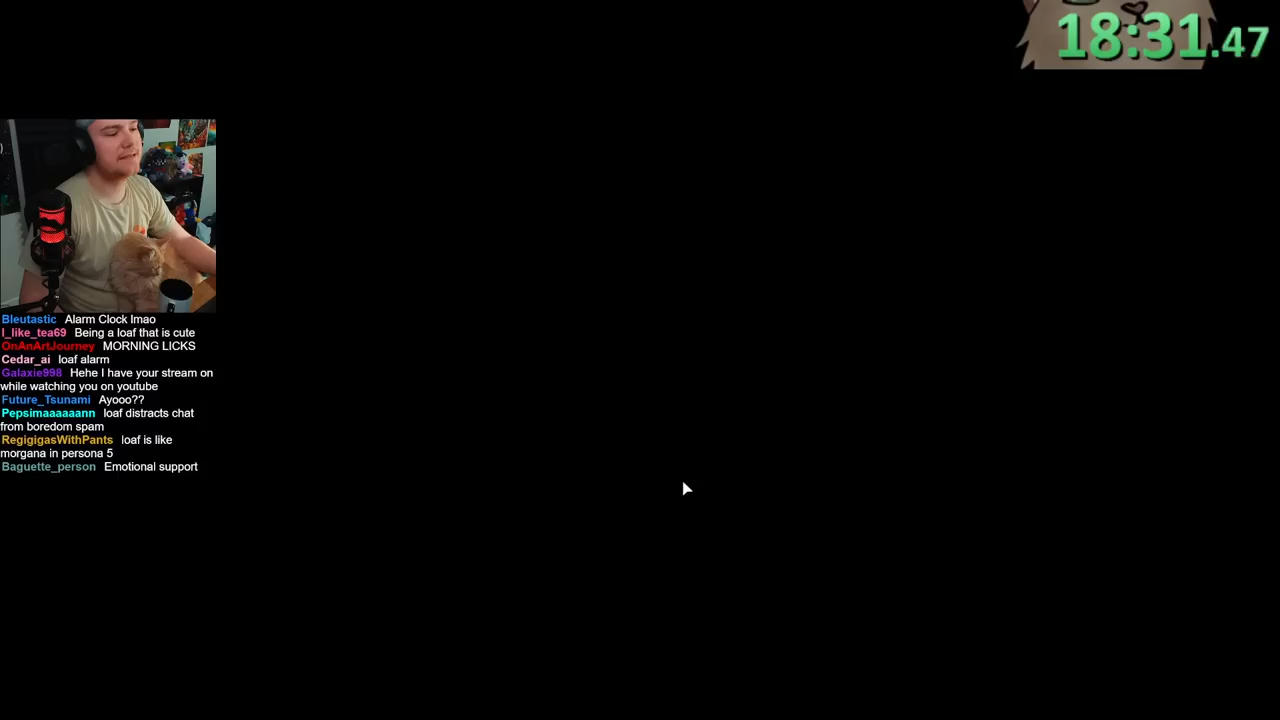 18:31.47
Bleutastic Alarm Clock lmao
I_like_tea69 Being a loaf that is cute
OnAnArtJourney MORNING LICKS
Cedar_ai loaf alarm
Galaxie998 Hehe I have your stream on
while watching you on youtube
Future_Tsunami Ayooo??
Pepsimaaaaaann loaf distracts chat
from boredom spam
RegigigasWithPants loaf is like
morgana in persona 5
Baguette_person Emotional support